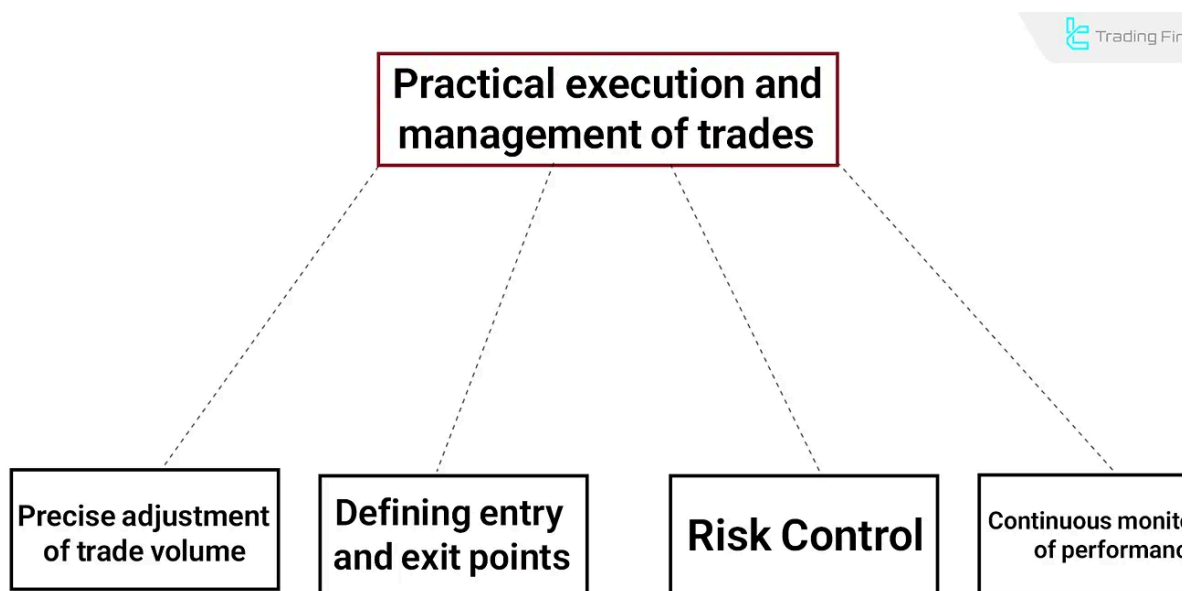 Trading
Practical execution and
management of trades
Precise adjustment
of trade volume
Defining entry
and exit points
Risk Control
Continuous
of